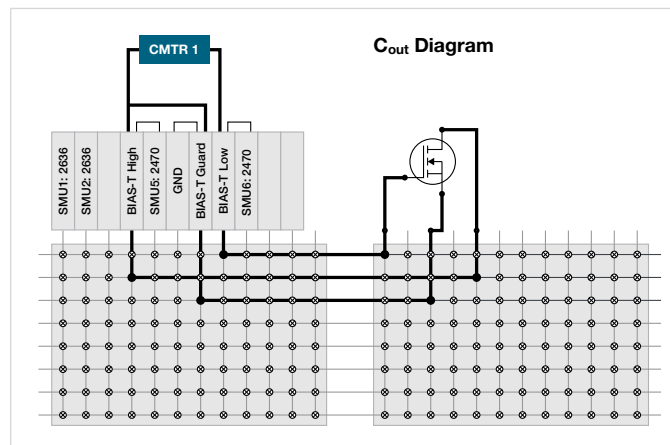 CMTR 1
Cout Diagram
SMU1: 2636
SMU2: 2636
BIAS-T High
SMU5: 2470
GND
BIAS-T Guard
BIAS-T Low
SMU6: 2470